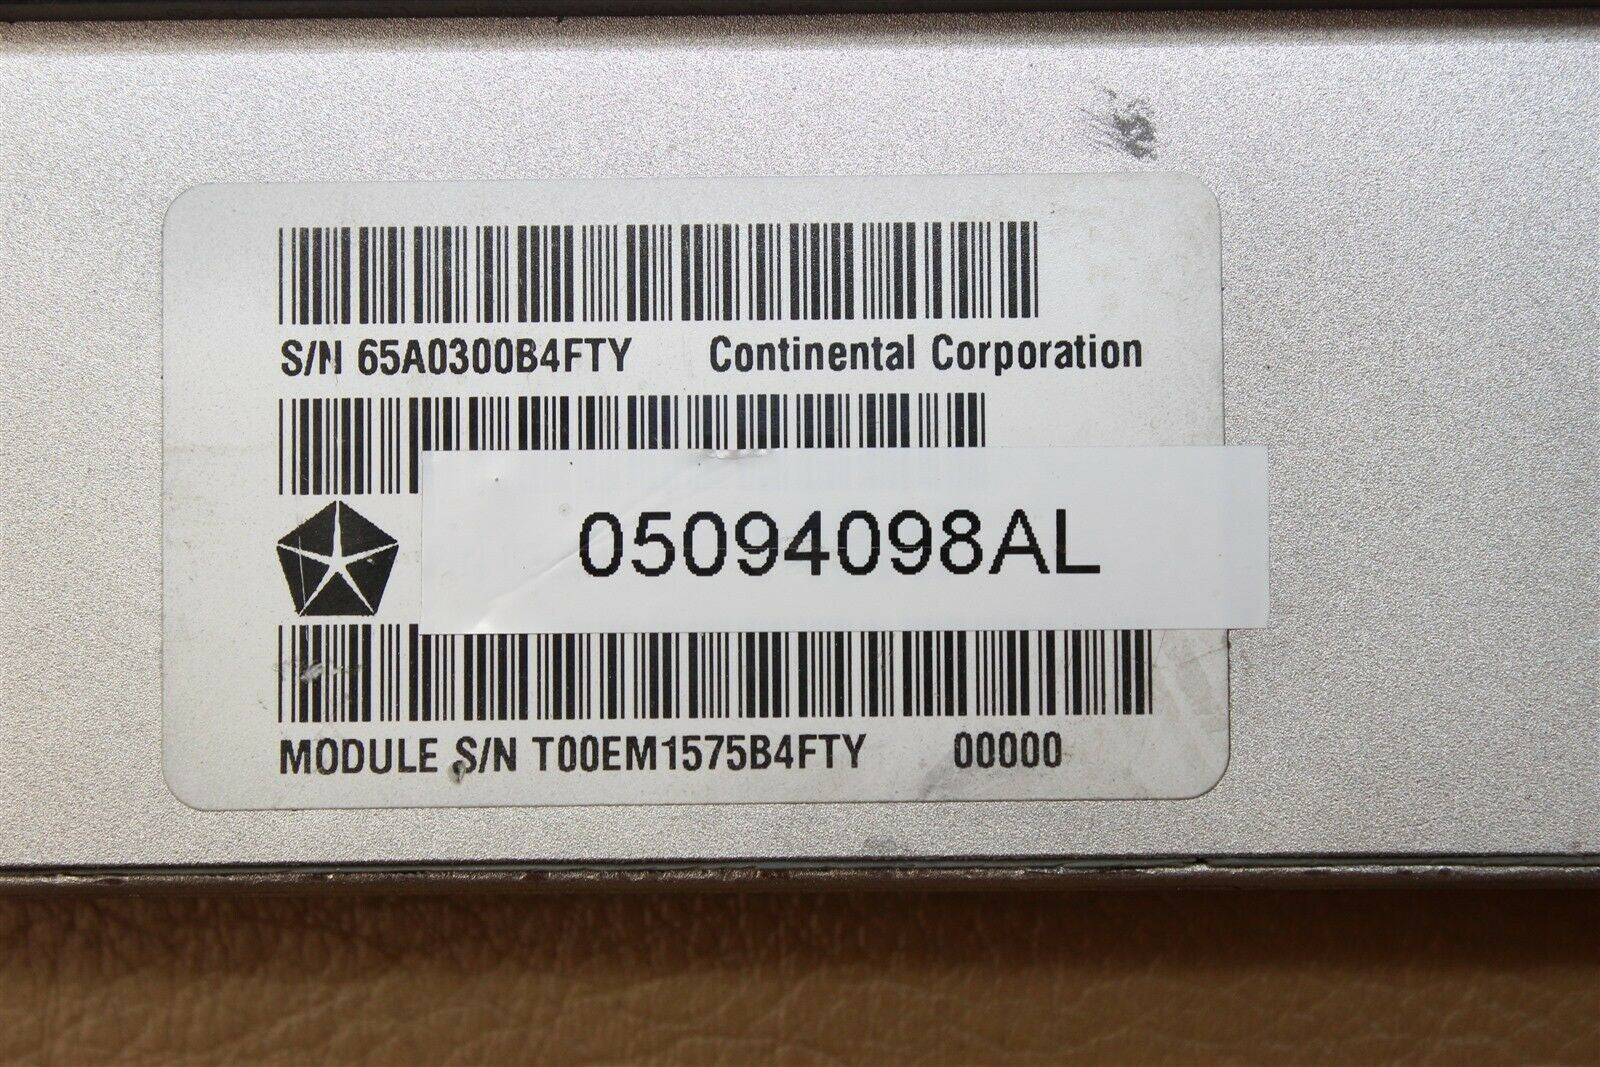 S/N 65A0300B4FTY Continental Corporation
05094098AL
MODULE S/N T00EM1575B4FTY 00000